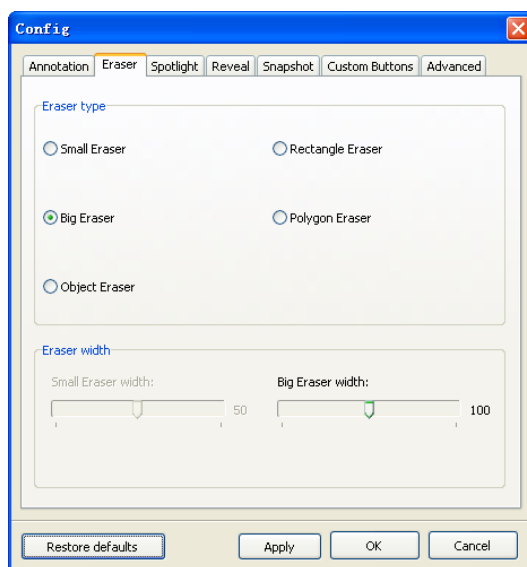 Config
Annotation Eraser Spotlight Reveal Snapshot Custom Buttons Advanced
Eraser type
Small Eraser Rectangle Eraser
Big Eraser Polygon Eraser
Object Eraser
Eraser width
Small Eraser width: Big Eraser width:
50 100
Restore defaults Apply OK Cancel